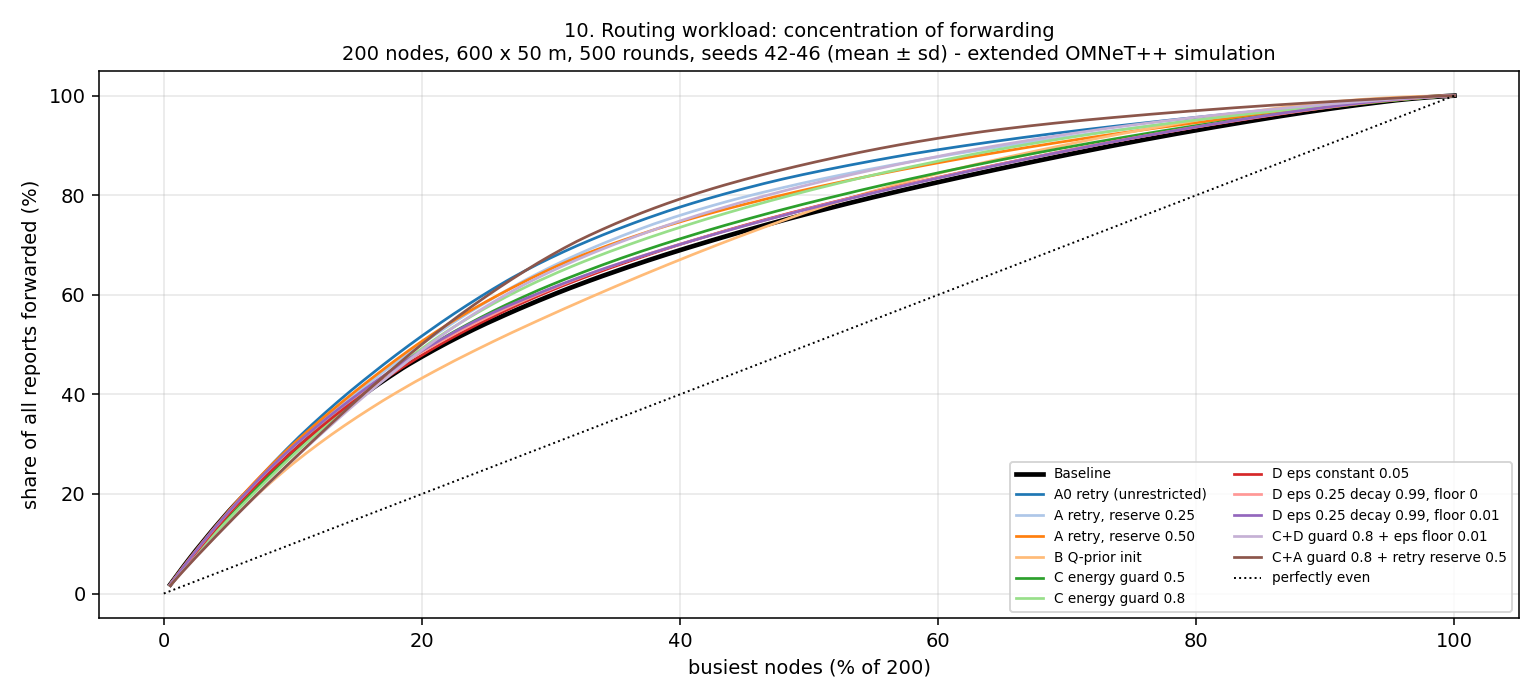 10. Routing workload: concentration of forwarding
200 nodes, 600 x 50 m, 500 rounds, seeds 42-46 (mean ± sd) - extended OMNeT++ simulation
share of all reports forwarded (%)
100
80
60
40
20
0
0 20 40 60 80 100
busiest nodes (% of 200)
Baseline
A0 retry (unrestricted)
A retry, reserve 0.25
A retry, reserve 0.50
B Q-prior init
C energy guard 0.5
C energy guard 0.8
D eps constant 0.05
D eps 0.25 decay 0.99, floor 0
D eps 0.25 decay 0.99, floor 0.01
C+D guard 0.8 + eps floor 0.01
C+A guard 0.8 + retry reserve 0.5
perfectly even